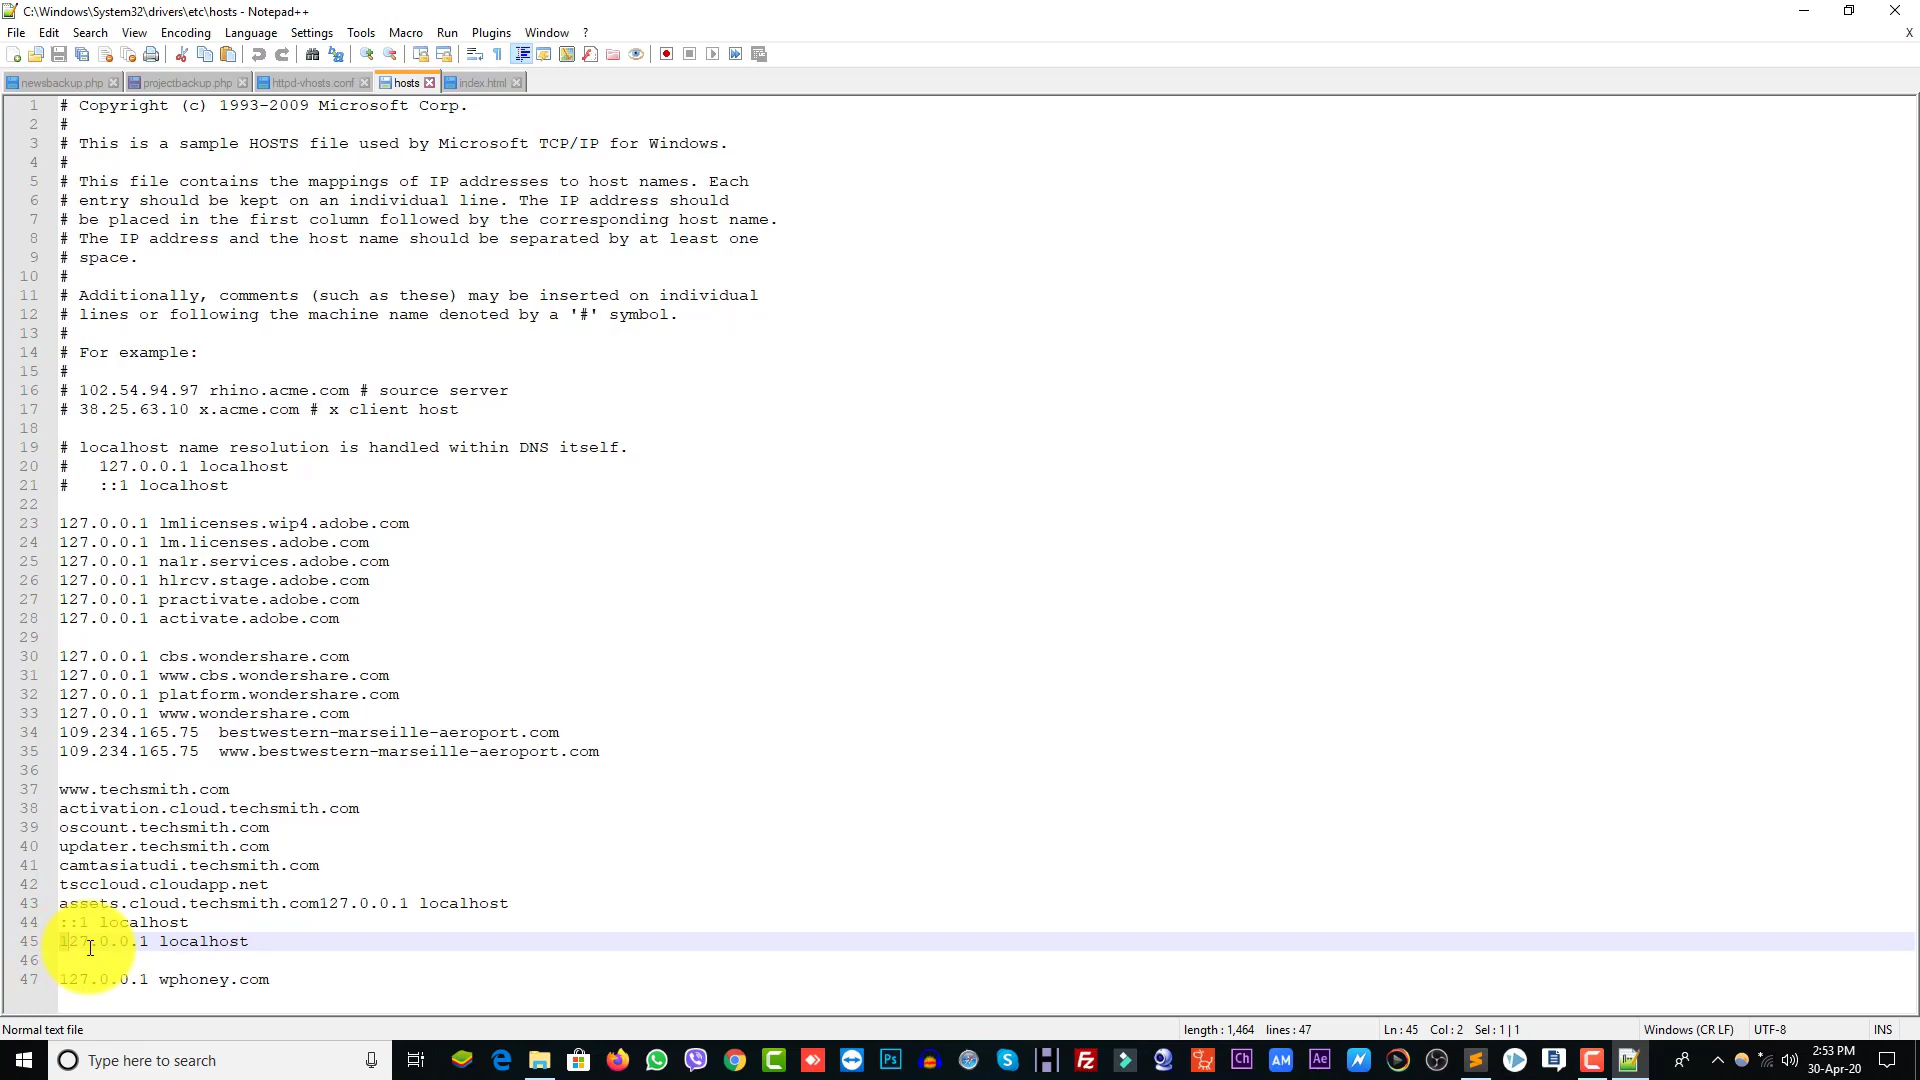 C:\Windows\System32\drivers\etc\hosts - Notepad++
File Edit Search View Encoding Language Settings Tools Macro Run Plugins Window ? X
newsbackup.php projectbackup.php httpd-vhosts.conf hosts index.html
1 # Copyright (c) 1993-2009 Microsoft Corp.
2 #
3 # This is a sample HOSTS file used by Microsoft TCP/IP for Windows.
4 #
5 # This file contains the mappings of IP addresses to host names. Each
6 # entry should be kept on an individual line. The IP address should
7 # be placed in the first column followed by the corresponding host name.
8 # The IP address and the host name should be separated by at least one
9 # space.
10 #
11 # Additionally, comments (such as these) may be inserted on individual
12 # lines or following the machine name denoted by a '#' symbol.
13 #
14 # For example:
15 #
16 # 102.54.94.97 rhino.acme.com # source server
17 # 38.25.63.10 x.acme.com # x client host
18
19 # localhost name resolution is handled within DNS itself.
20 # 127.0.0.1 localhost
21 # ::1 localhost
22
23 127.0.0.1 lmlicenses.wip4.adobe.com
24 127.0.0.1 lm.licenses.adobe.com
25 127.0.0.1 na1r.services.adobe.com
26 127.0.0.1 hlrcv.stage.adobe.com
27 127.0.0.1 practivate.adobe.com
28 127.0.0.1 activate.adobe.com
29
30 127.0.0.1 cbs.wondershare.com
31 127.0.0.1 www.cbs.wondershare.com
32 127.0.0.1 platform.wondershare.com
33 127.0.0.1 www.wondershare.com
34 109.234.165.75 bestwestern-marseille-aeroport.com
35 109.234.165.75 www.bestwestern-marseille-aeroport.com
36
37 www.techsmith.com
38 activation.cloud.techsmith.com
39 oscount.techsmith.com
40 updater.techsmith.com
41 camtasiatudi.techsmith.com
42 tsccloud.cloudapp.net
43 assets.cloud.techsmith.com127.0.0.1 localhost
44 ::1 localhost
45 127.0.0.1 localhost
46
47 127.0.0.1 wphoney.com
Normal text file length : 1,464 lines : 47 Ln : 45 Col : 2 Sel : 1 | 1 Windows (CR LF) UTF-8 INS
Type here to search Ps Fz Ch AM Ae 2:53 PM
30-Apr-20